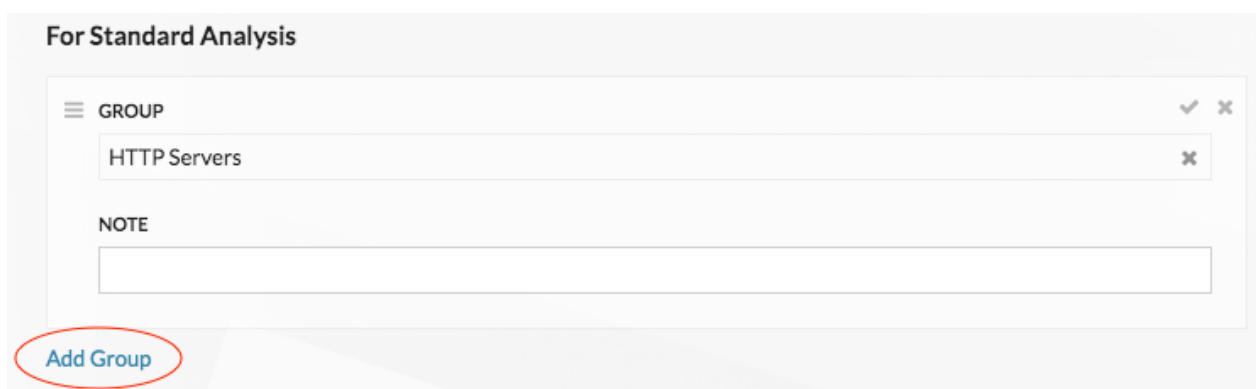 For Standard Analysis
GROUP
HTTP Servers
NOTE
Add Group